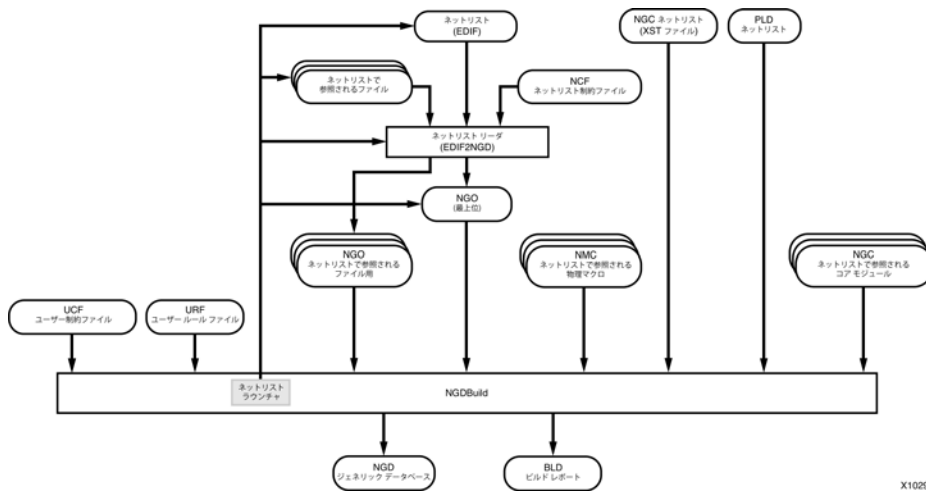 ネットリスト
(EDIF)
NGC ネットリスト
(XST ファイル)
PLD
ネットリスト
ネットリストで
参照されるファイル
NCF
ネットリスト制約ファイル
ネットリスト リーダ
(EDIF2NGD)
NGO
(最上位)
NGO
ネットリストで参照される
ファイル用
NMC
ネットリストで参照される
物理マクロ
NGC
ネットリストで参照される
コア モジュール
UCF
ユーザー制約ファイル
URF
ユーザー ルール ファイル
ネットリスト
ラウンチャ
NGDBuild
NGD
ジェネリック データベース
BLD
ビルド レポート
X1029